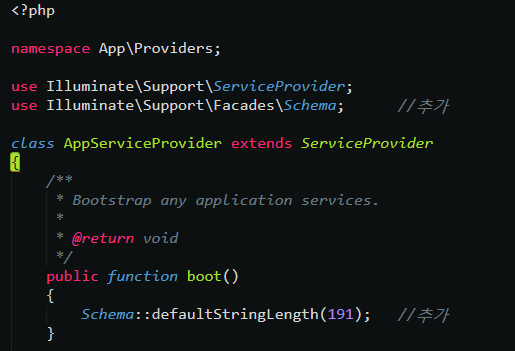 <?php
namespace App\Providers;
use Illuminate\Support\ServiceProvider;
use Illuminate\Support\Facades\Schema;      //추가
class AppServiceProvider extends ServiceProvider
{
    /**
     * Bootstrap any application services.
     *
     * @return void
     */
    public function boot()
    {
        Schema::defaultStringLength(191);   //추가
    }